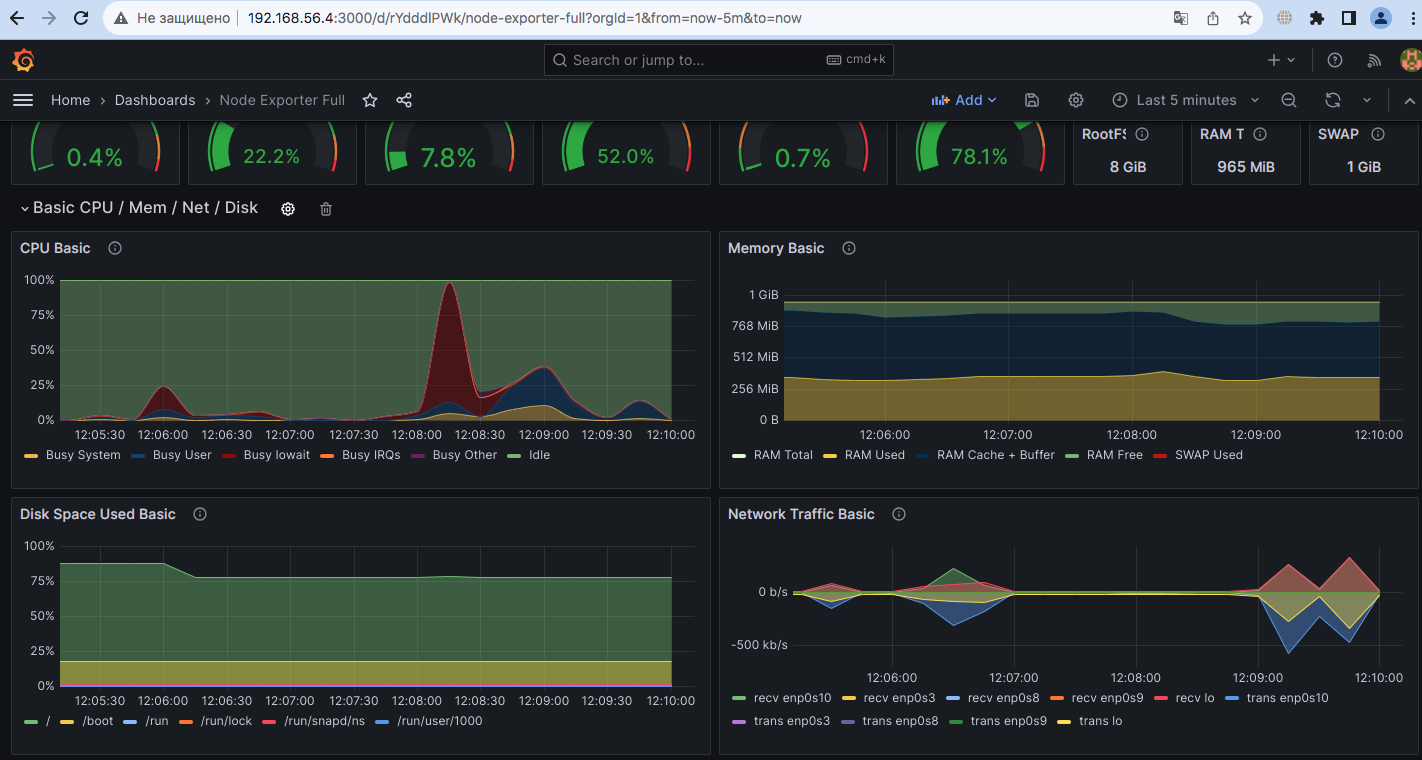 Не защищено 192.168.56.4:3000/d/rYdddlPWk/node-exporter-full?orgId=1&from=now-5m&to=now
Search or jump to... cmd+k
Home Dashboards Node Exporter Full Add Last 5 minutes
RootFS RAM T SWAP
0.4% 22.2% 7.8% 52.0% 0.7% 78.1% 8 GiB 965 MiB 1 GiB
Basic CPU / Mem / Net / Disk
CPU Basic
100%
75%
50%
25%
0%
12:05:30 12:06:00 12:06:30 12:07:00 12:07:30 12:08:00 12:08:30 12:09:00 12:09:30 12:10:00
Busy System Busy User Busy Iowait Busy IRQs Busy Other Idle
Memory Basic
1 GiB
768 MiB
512 MiB
256 MiB
0 B
12:06:00 12:07:00 12:08:00 12:09:00 12:10:00
RAM Total RAM Used RAM Cache + Buffer RAM Free SWAP Used
Disk Space Used Basic
100%
75%
50%
25%
0%
12:05:30 12:06:00 12:06:30 12:07:00 12:07:30 12:08:00 12:08:30 12:09:00 12:09:30 12:10:00
/ /boot /run /run/lock /run/snapd/ns /run/user/1000
Network Traffic Basic
0 b/s
-500 kb/s
12:06:00 12:07:00 12:08:00 12:09:00 12:10:00
recv enp0s10 recv enp0s3 recv enp0s8 recv enp0s9 recv lo trans enp0s10
trans enp0s3 trans enp0s8 trans enp0s9 trans lo